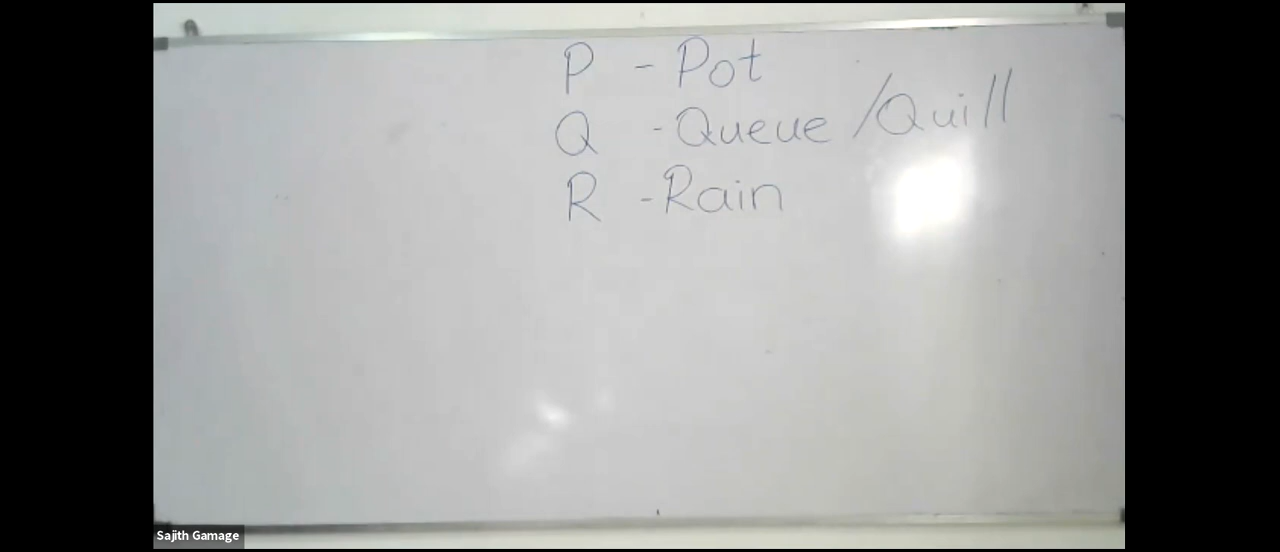 P - Pot
Q - Queue / Quill
R - Rain
Sajith Gamage